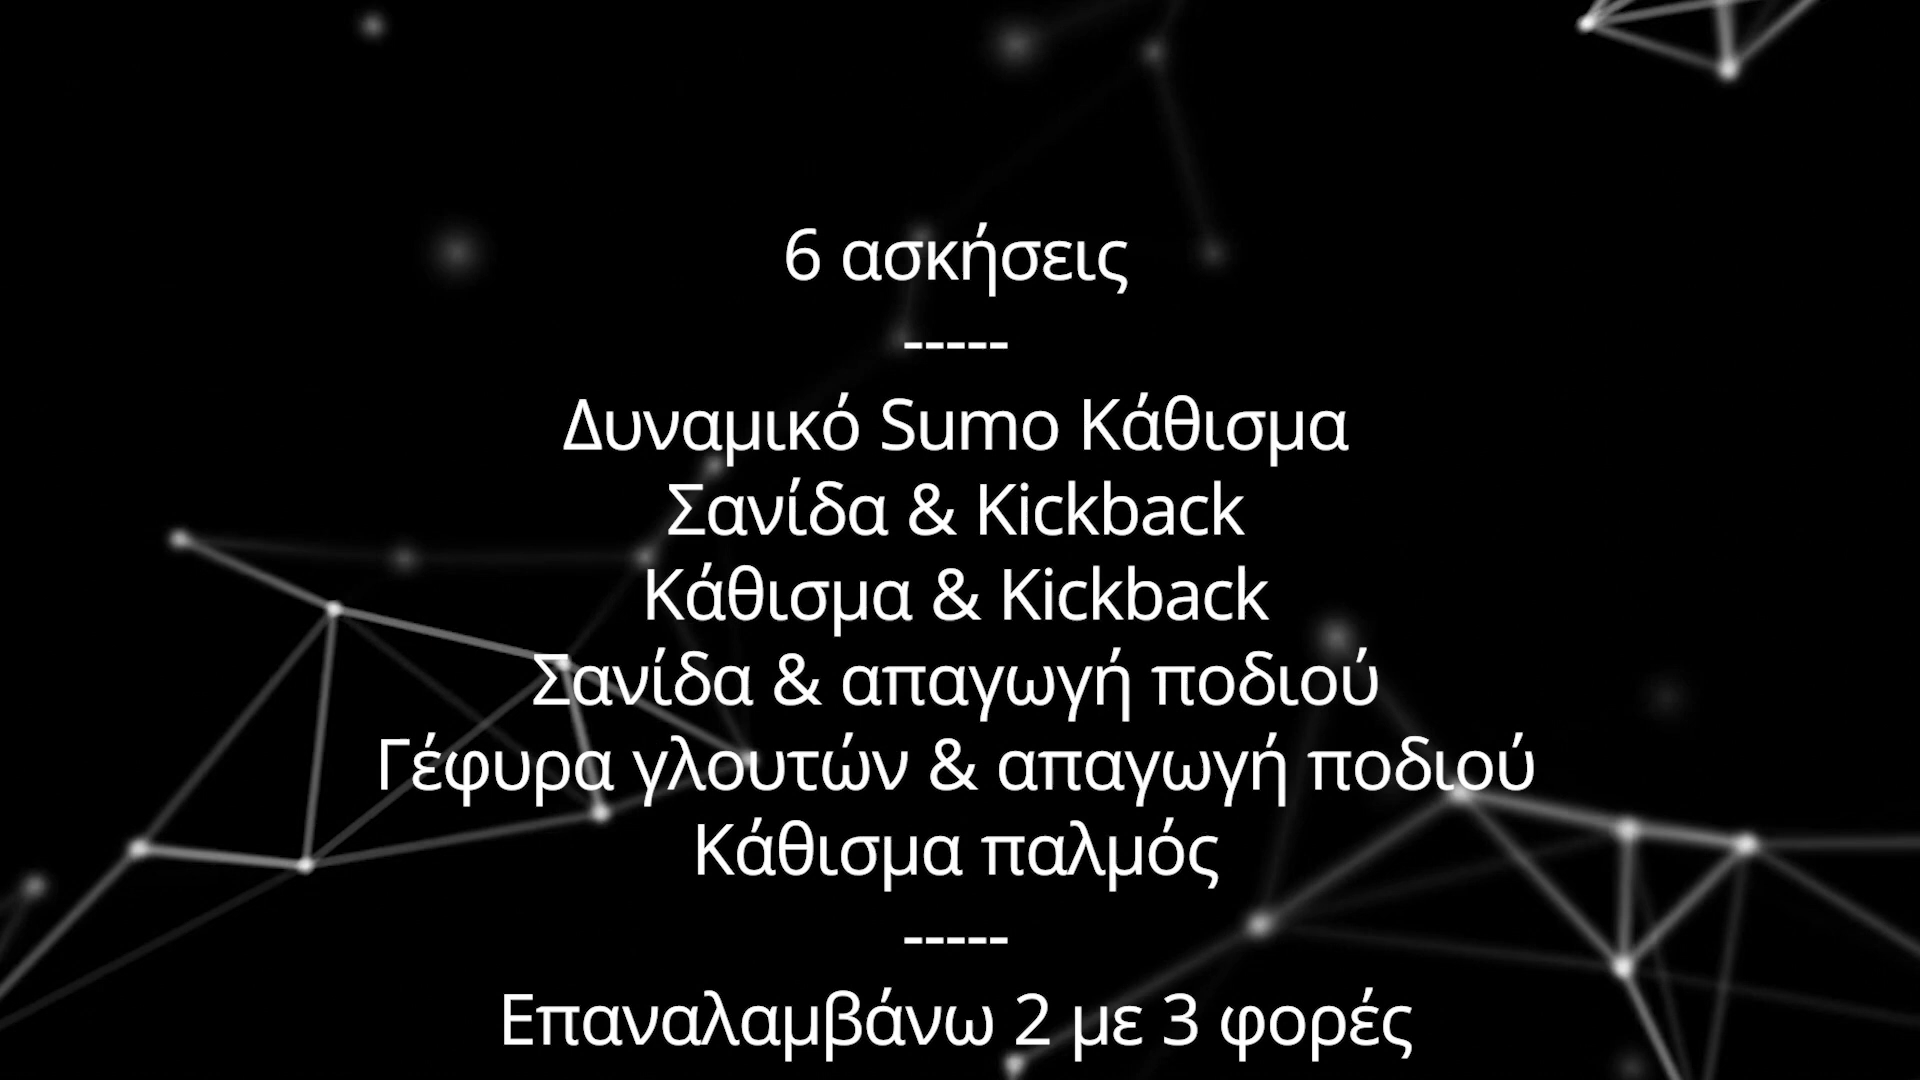 6 ασκήσεις
-----
Δυναμικό Sumo Κάθισμα
Σανίδα & Kickback
Κάθισμα & Kickback
Σανίδα & απαγωγή ποδιού
Γέφυρα γλουτών & απαγωγή ποδιού
Κάθισμα παλμός
-----
Επαναλαμβάνω 2 με 3 φορές